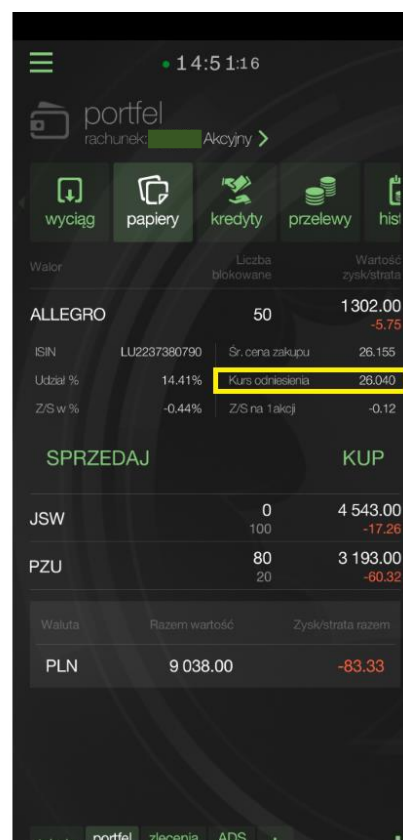 14:51:16
portfel
rachunek: Akcyjny >
wyciąg papiery kredyty przelewy
Walor Liczba Wartość
blokowane zysk/strata
ALLEGRO 50 1302.00
-5.75
ISIN LU2237380790 Śr. cena zakupu 26.155
Udział % 14.41% Kurs odniesienia 26.040
Z/S w % -0.44% Z/S na 1 akcji -0.12
SPRZEDAJ KUP
JSW 0 4 543.00
100 -17.26
PZU 80 3 193.00
20 -60.32
Waluta Razem wartość Zysk/strata razem
PLN 9 038.00 -83.33
portfel zlecenia ADS